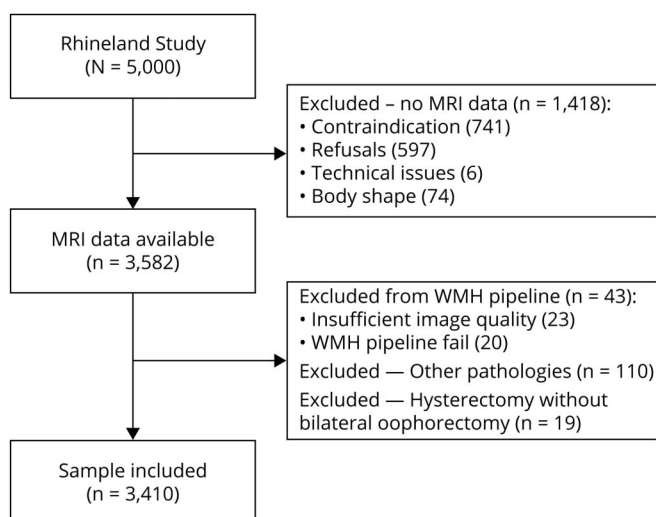 Rhineland Study
(N = 5,000)
Excluded – no MRI data (n = 1,418):
• Contraindication (741)
• Refusals (597)
• Technical issues (6)
• Body shape (74)
MRI data available
(n = 3,582)
Excluded from WMH pipeline (n = 43):
• Insufficient image quality (23)
• WMH pipeline fail (20)
Excluded — Other pathologies (n = 110)
Excluded — Hysterectomy without
bilateral oophorectomy (n = 19)
Sample included
(n = 3,410)